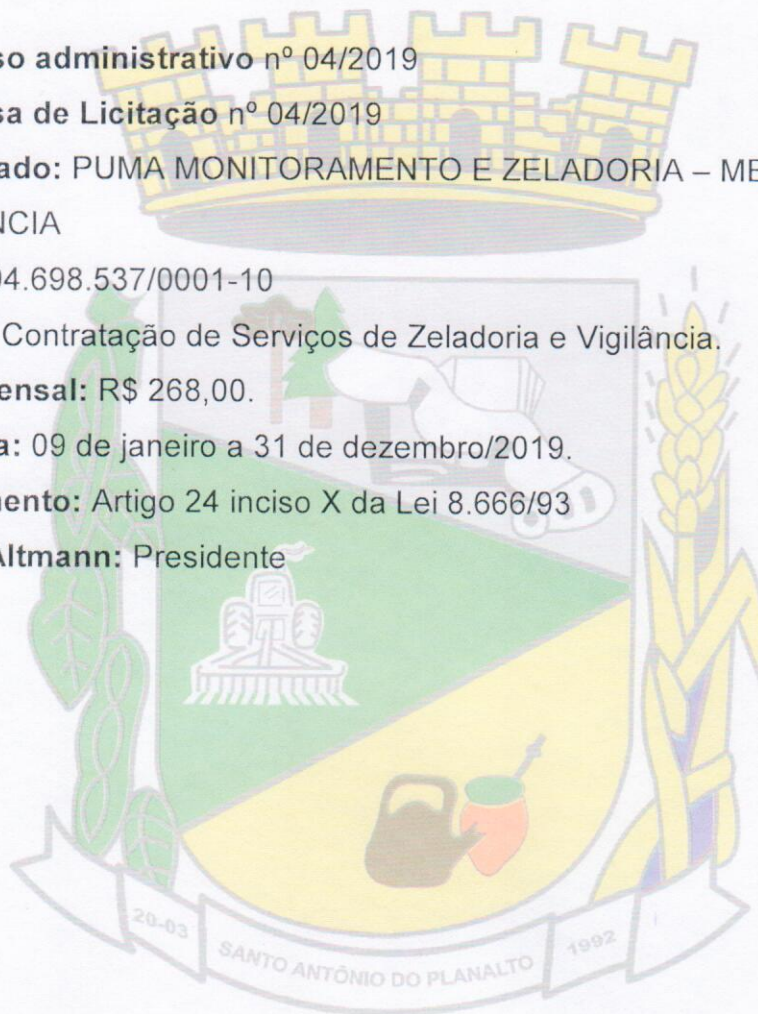 so administrativo nº 04/2019
sa de Licitação nº 04/2019
ado: PUMA MONITORAMENTO E ZELADORIA – ME
NCIA
04.698.537/0001-10
Contratação de Serviços de Zeladoria e Vigilância.
ensal: R$ 268,00.
a: 09 de janeiro a 31 de dezembro/2019.
mento: Artigo 24 inciso X da Lei 8.666/93
Altmann: Presidente
20-03 SANTO ANTÔNIO DO PLANALTO 1992